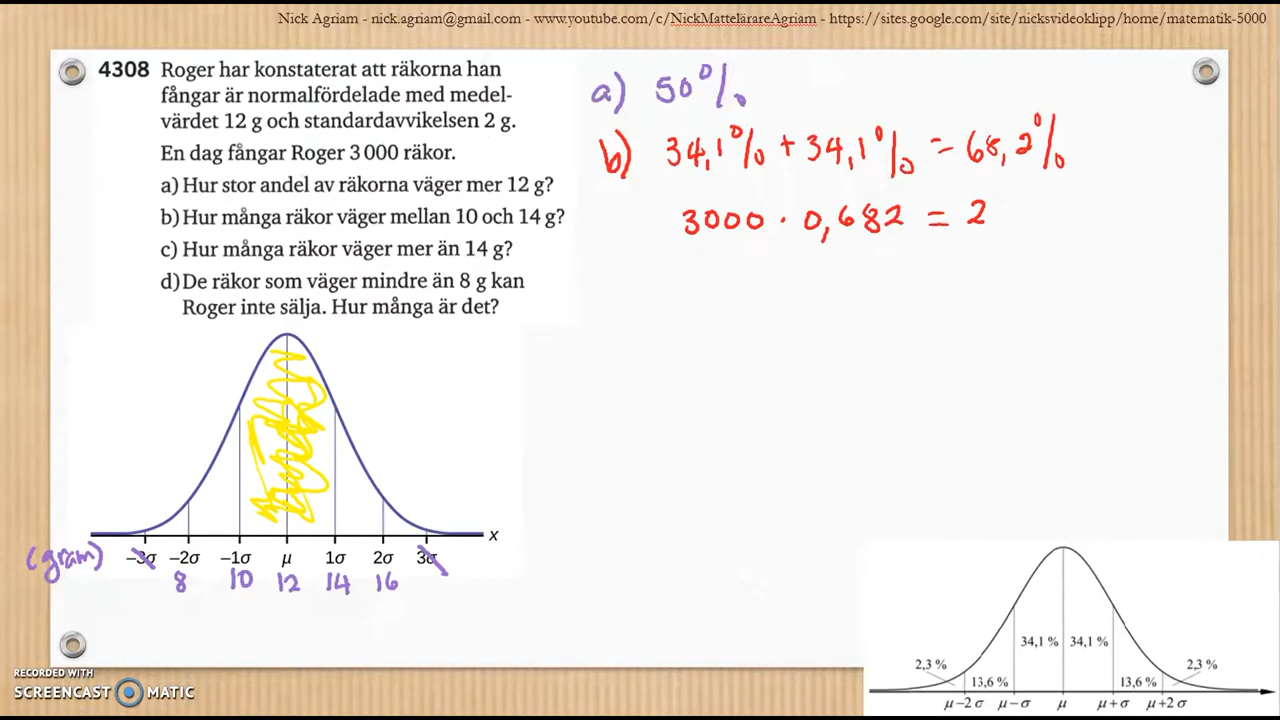 Nick Agriam - nick.agriam@gmail.com - www.youtube.com/c/NickMattelärareAgriam - https://sites.google.com/site/nicksvideoklipp/home/matematik-5000
4308 Roger har konstaterat att räkorna han
fångar är normalfördelade med medel-
värdet 12 g och standardavvikelsen 2 g.
En dag fångar Roger 3 000 räkor.
a) Hur stor andel av räkorna väger mer 12 g?
b) Hur många räkor väger mellan 10 och 14 g?
c) Hur många räkor väger mer än 14 g?
d) De räkor som väger mindre än 8 g kan
Roger inte sälja. Hur många är det?
a) 50%
b) 34,1% + 34,1% = 68,2%
3000 · 0,682 = 2
x
(gram) –3σ –2σ –1σ μ 1σ 2σ 3σ
8 10 12 14 16
34,1 % 34,1 %
2,3 % 2,3 %
13,6 % 13,6 %
μ−2σ μ−σ μ μ+σ μ+2σ
RECORDED WITH
SCREENCAST MATIC